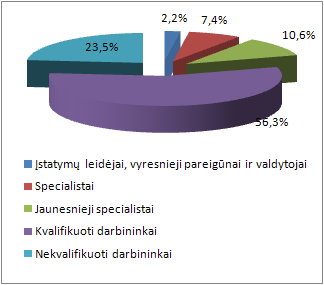 2,2%
7,4%
10,6%
23,5%
56,3%
Įstatymų leidėjai, vyresnieji pareigūnai ir valdytojai
Specialistai
Jaunesnieji specialistai
Kvalifikuoti darbininkai
Nekvalifikuoti darbininkai